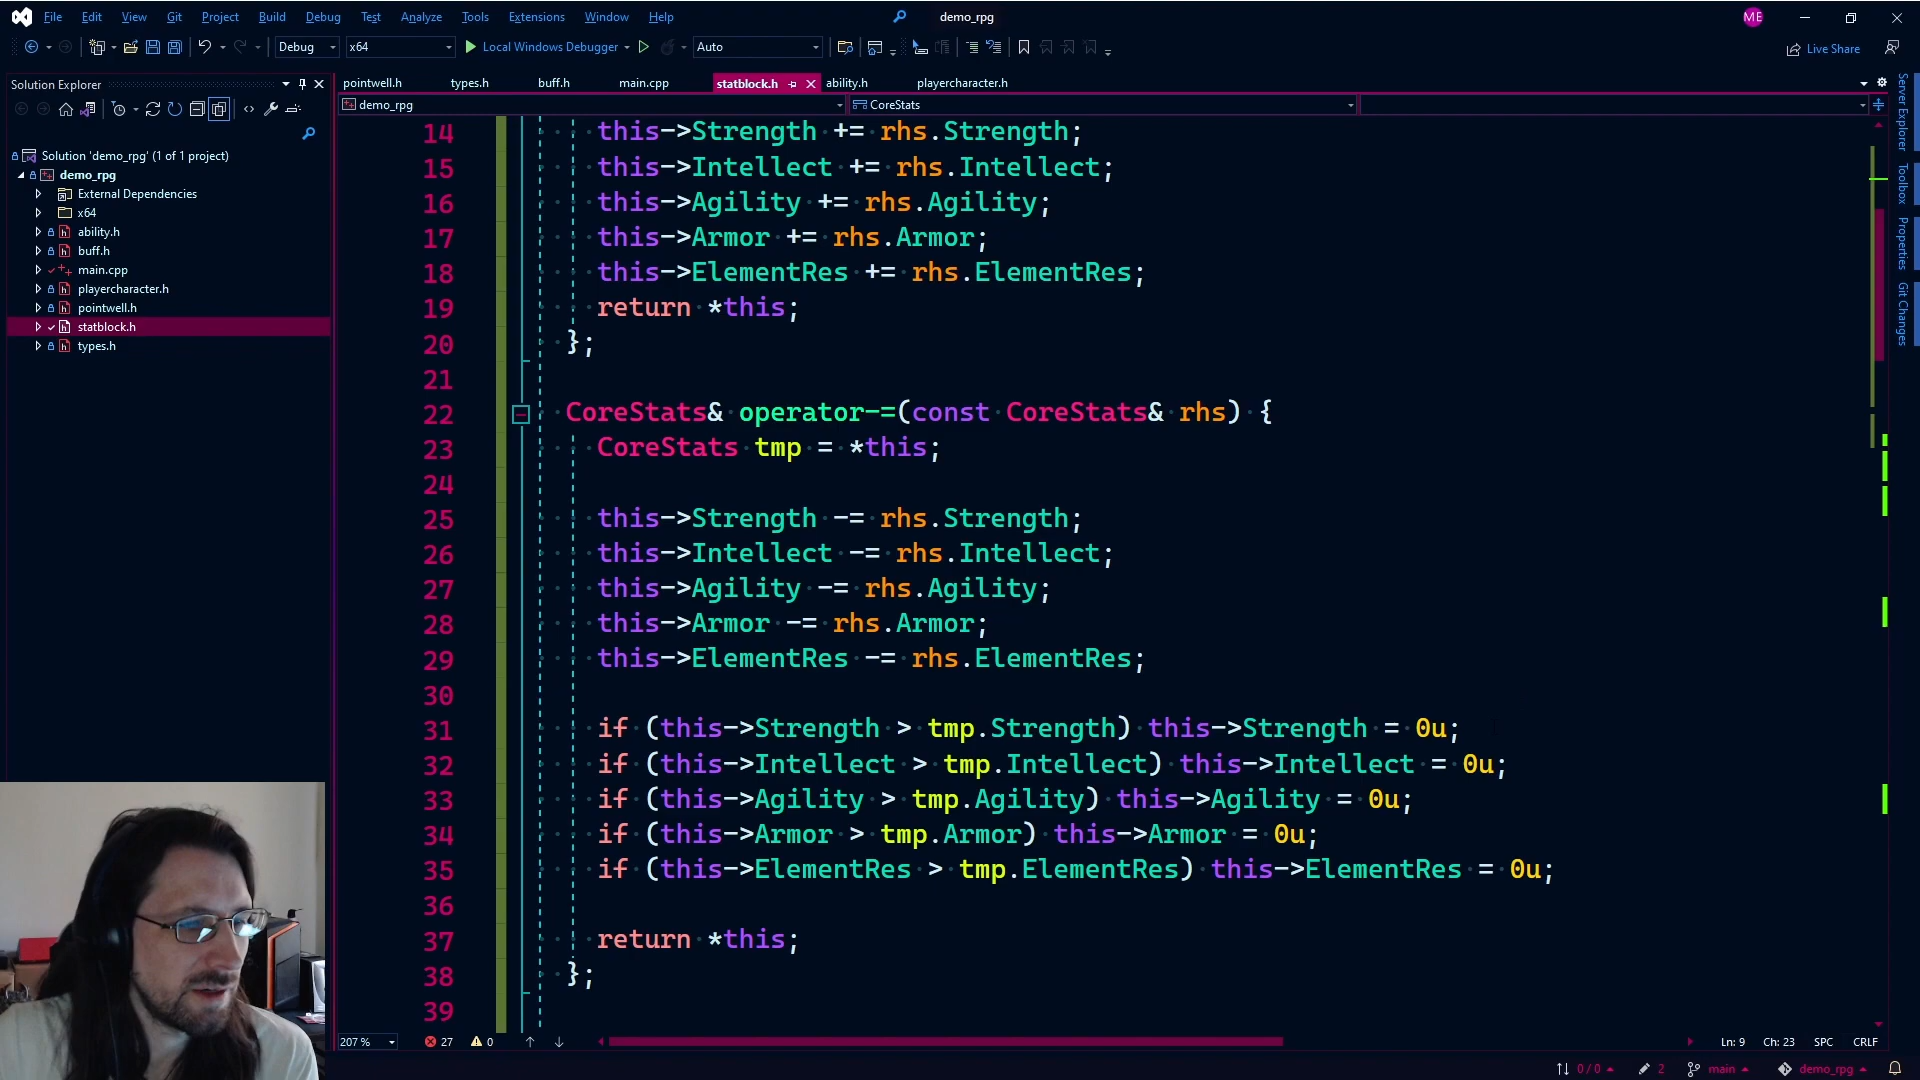 File Edit View Git Project Build Debug Test Analyze Tools Extensions Window Help demo_rpg ME
Debug x64 Local Windows Debugger Auto Live Share
Solution Explorer
pointwell.h types.h buff.h main.cpp statblock.h ability.h playercharacter.h
demo_rpg CoreStats
Solution 'demo_rpg' (1 of 1 project)
demo_rpg
External Dependencies
x64
ability.h
buff.h
main.cpp
playercharacter.h
pointwell.h
statblock.h
types.h
14 this->Strength += rhs.Strength;
15 this->Intellect += rhs.Intellect;
16 this->Agility += rhs.Agility;
17 this->Armor += rhs.Armor;
18 this->ElementRes += rhs.ElementRes;
19 return *this;
20 };
21
22 CoreStats& operator-=(const CoreStats& rhs) {
23 CoreStats tmp = *this;
24
25 this->Strength -= rhs.Strength;
26 this->Intellect -= rhs.Intellect;
27 this->Agility -= rhs.Agility;
28 this->Armor -= rhs.Armor;
29 this->ElementRes -= rhs.ElementRes;
30
31 if (this->Strength > tmp.Strength) this->Strength = 0u;
32 if (this->Intellect > tmp.Intellect) this->Intellect = 0u;
33 if (this->Agility > tmp.Agility) this->Agility = 0u;
34 if (this->Armor > tmp.Armor) this->Armor = 0u;
35 if (this->ElementRes > tmp.ElementRes) this->ElementRes = 0u;
36
37 return *this;
38 };
39
Server Explorer
Toolbox
Properties
Git Changes
207 % 27 0 Ln: 9 Ch: 23 SPC CRLF
0 / 0 2 main demo_rpg